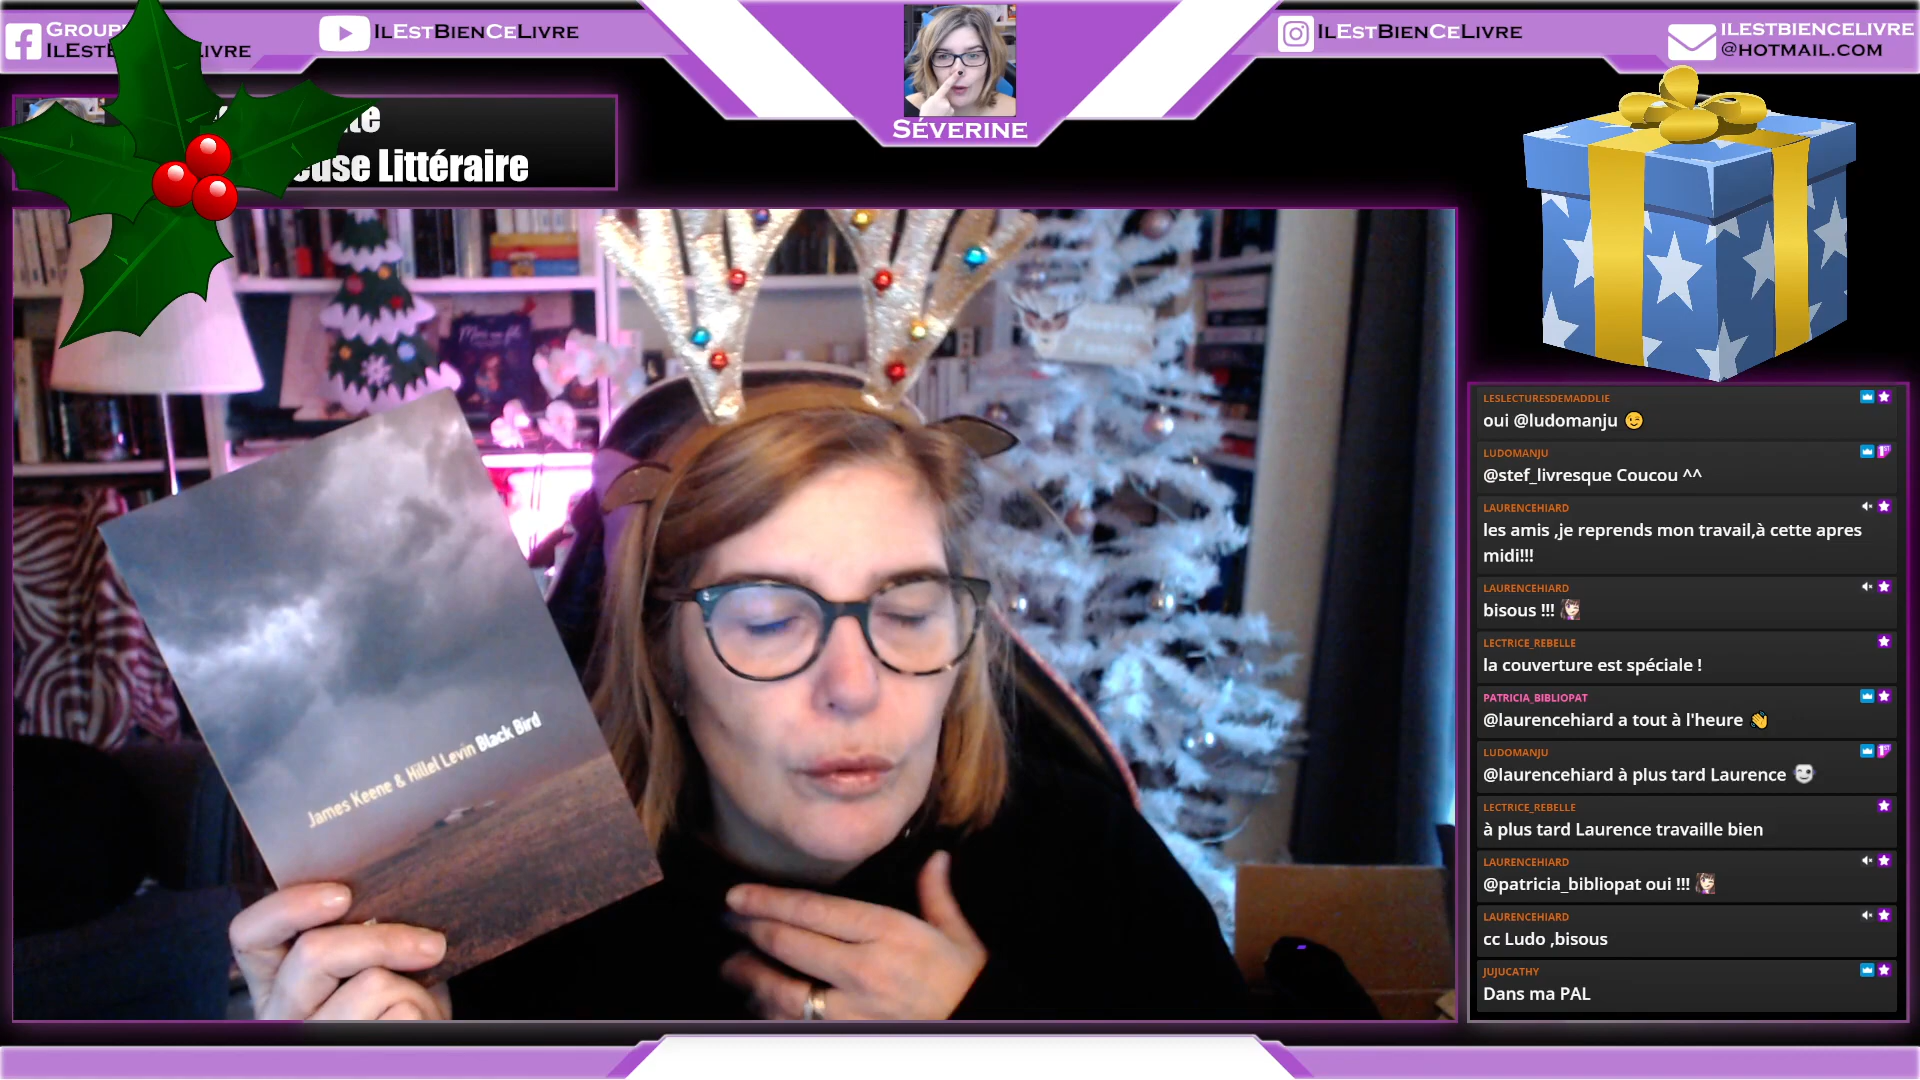 GROUP
ILEST
LIVRE
ILESTBIENCELIVRE
SÉVERINE
ILESTBIENCELIVRE
ILESTBIENCELIVRE
@HOTMAIL.COM
Littéraire
James Keene & Hillel Levin Black Bird
LESLECTURESDEMADDLIE
oui @ludomanju 😉
LUDOMANJU
@stef_livresque Coucou ^^
LAURENCEHIARD
les amis ,je reprends mon travail,à cette apres
midi!!!
LAURENCEHIARD
bisous !!!
LECTRICE_REBELLE
la couverture est spéciale !
PATRICIA_BIBLIOPAT
@laurencehiard a tout à l'heure 👋
LUDOMANJU
@laurencehiard à plus tard Laurence
LECTRICE_REBELLE
à plus tard Laurence travaille bien
LAURENCEHIARD
@patricia_bibliopat oui !!!
LAURENCEHIARD
cc Ludo ,bisous
JUJUCATHY
Dans ma PAL